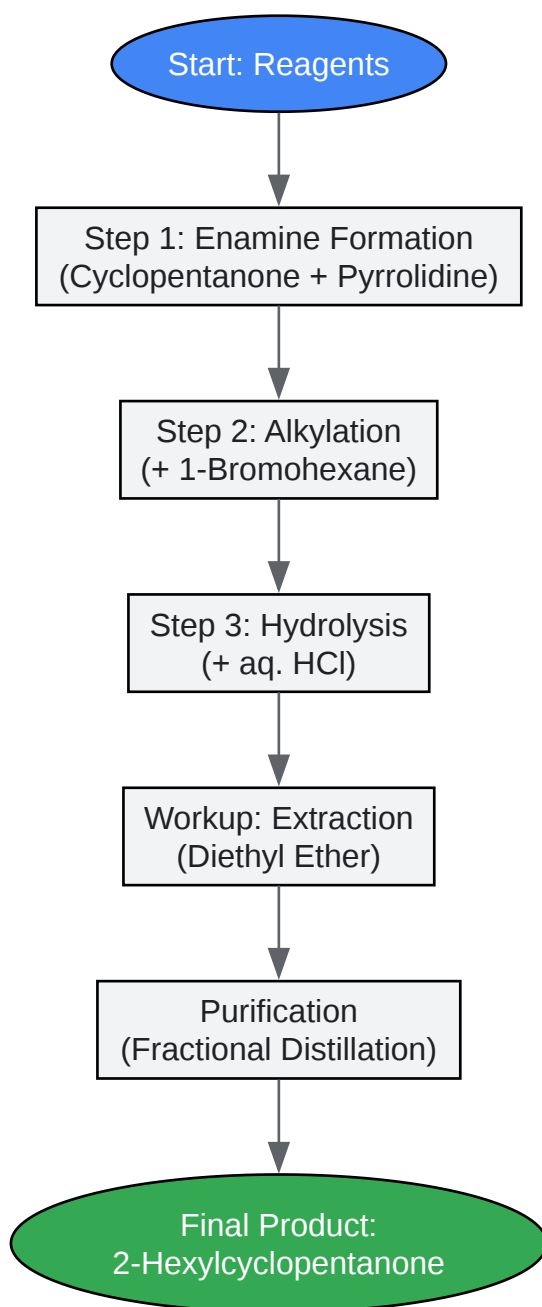 Start: Reagents
Step 1: Enamine Formation
(Cyclopentanone + Pyrrolidine)
Step 2: Alkylation
(+ 1-Bromohexane)
Step 3: Hydrolysis
(+ aq. HCl)
Workup: Extraction
(Diethyl Ether)
Purification
(Fractional Distillation)
Final Product:
2-Hexylcyclopentanone